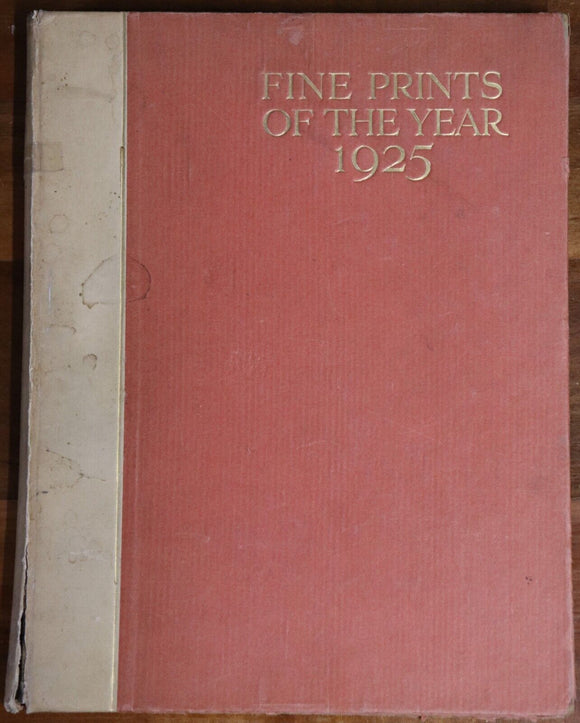 FINE PRINTS
OF THE YEAR
1925